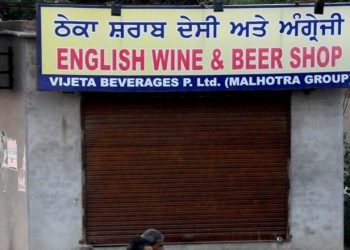 ਠੇਕਾ ਸ਼ਰਾਬ ਦੇਸੀ ਅਤੇ ਅੰਗ੍ਰੇਜੀ
ENGLISH WINE & BEER SHOP
VIJETA BEVERAGES P. Ltd. (MALHOTRA GROUP)